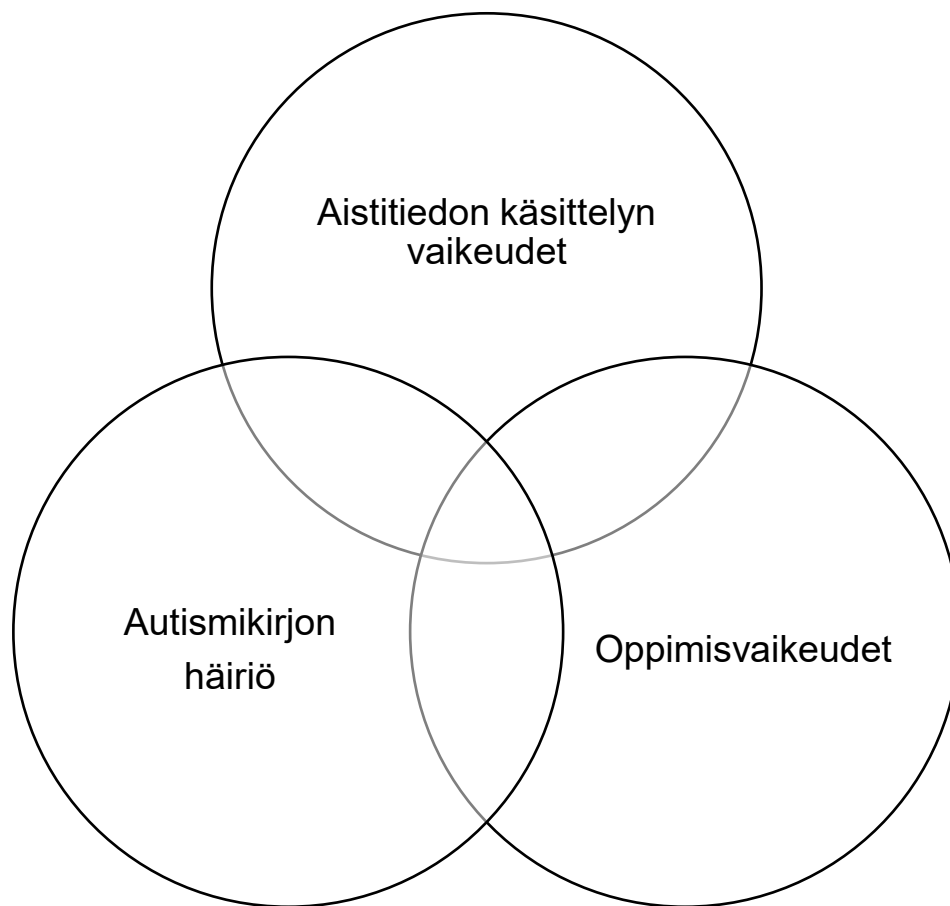 Aistitiedon käsittelyn
vaikeudet
Autismikirjon
häiriö
Oppimisvaikeudet